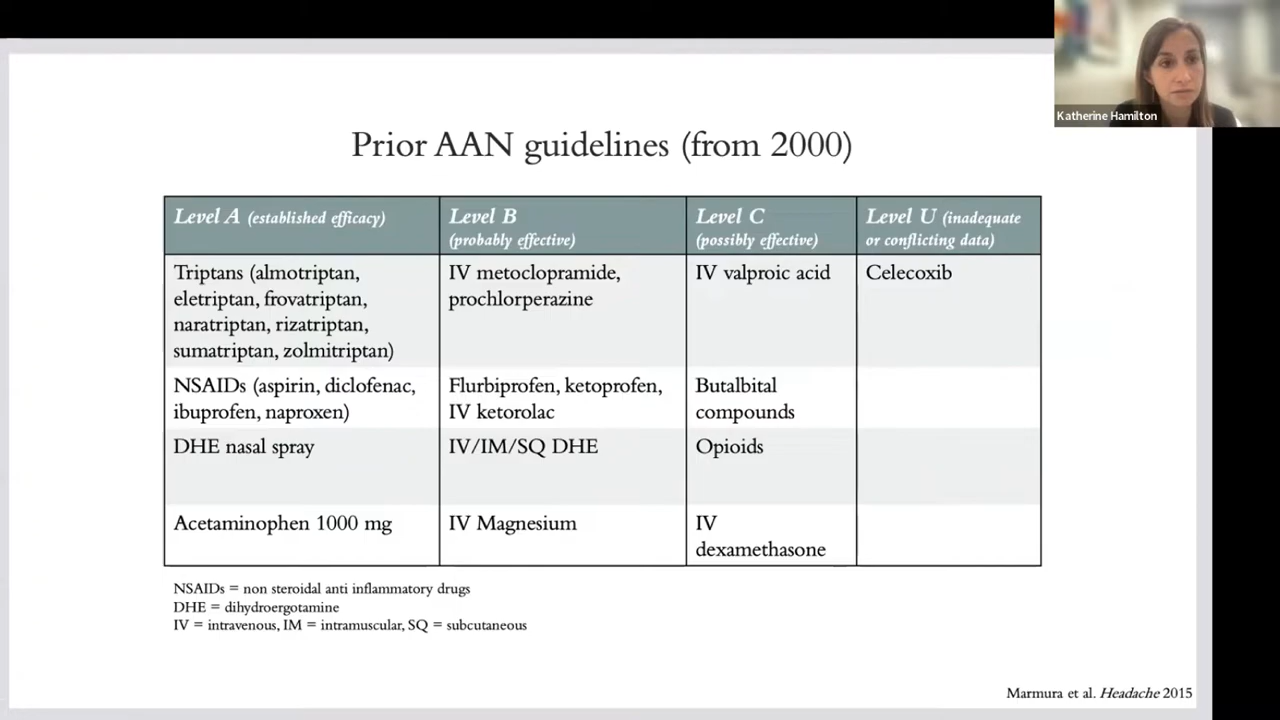 Katherine Hamilton
Prior AAN guidelines (from 2000)
Level A (established efficacy)
Level B
(probably effective)
Level C
(possibly effective)
Level U (inadequate
or conflicting data)
Triptans (almotriptan,
eletriptan, frovatriptan,
naratriptan, rizatriptan,
sumatriptan, zolmitriptan)
IV metoclopramide,
prochlorperazine
IV valproic acid
Celecoxib
NSAIDs (aspirin, diclofenac,
ibuprofen, naproxen)
Flurbiprofen, ketoprofen,
IV ketorolac
Butalbital
compounds
DHE nasal spray
IV/IM/SQ DHE
Opioids
Acetaminophen 1000 mg
IV Magnesium
IV
dexamethasone
NSAIDs = non steroidal anti inflammatory drugs
DHE = dihydroergotamine
IV = intravenous, IM = intramuscular, SQ = subcutaneous
Marmura et al. Headache 2015